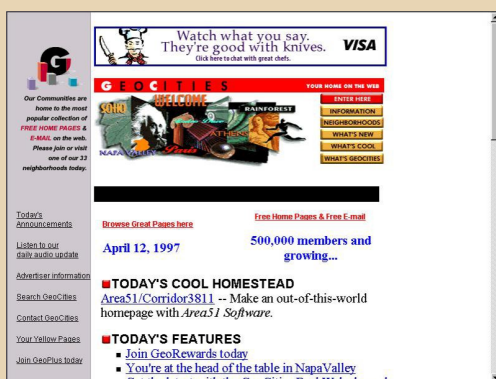 Watch what you say.
They're good with knives.
Click here to chat with great chefs.
VISA
G
Our Communities are
home to the most
popular collection of
FREE HOME PAGES &
E-MAIL on the web.
Please join or visit
one of our 33
neighborhoods today.
Today's
Announcements
Listen to our
daily audio update
Advertiser information
Search GeoCities
Contact GeoCities
Your Yellow Pages
Join GeoPlus today
GEOCITIES
YOUR HOME ON THE WEB
SOHO
WELCOME
RAINFOREST
ATHENS
NAPA VALLEY
Paris
ENTER HERE
INFORMATION
NEIGHBORHOODS
WHAT'S NEW
WHAT'S COOL
WHAT'S GEOCITIES
Browse Great Pages here
Free Home Pages & Free E-mail
April 12, 1997
500,000 members and
growing...
TODAY'S COOL HOMESTEAD
Area51/Corridor3811 -- Make an out-of-this-world
homepage with Area51 Software.
TODAY'S FEATURES
Join GeoRewards today
You're at the head of the table in NapaValley